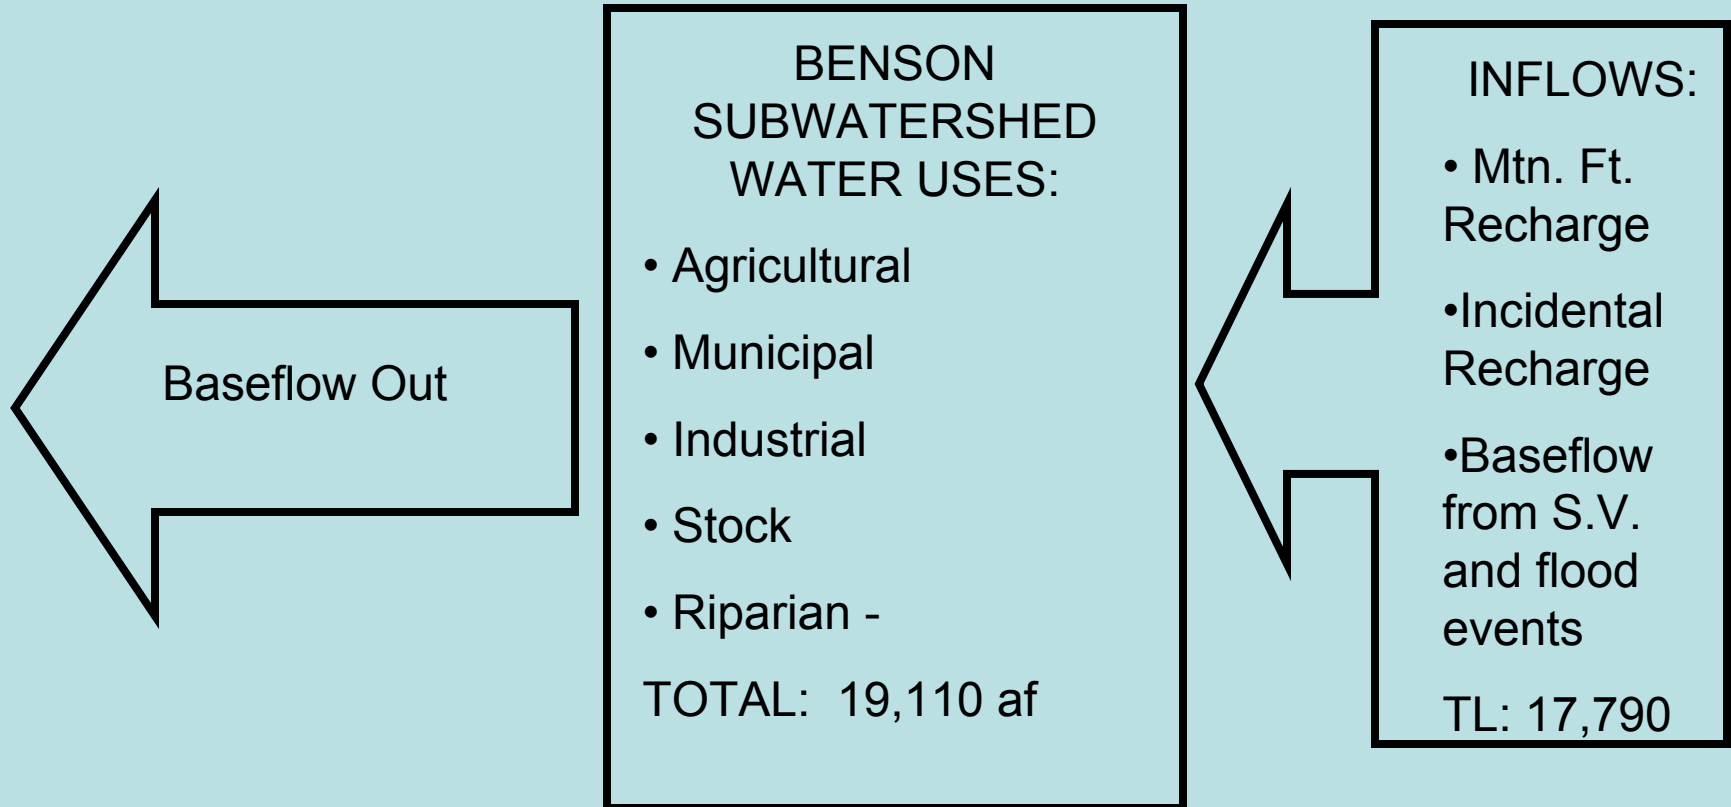 Baseflow Out
BENSON
SUBWATERSHED
WATER USES:
• Agricultural
• Municipal
• Industrial
• Stock
• Riparian -
TOTAL: 19,110 af
INFLOWS:
• Mtn. Ft.
Recharge
•Incidental
Recharge
•Baseflow
from S.V.
and flood
events
TL: 17,790